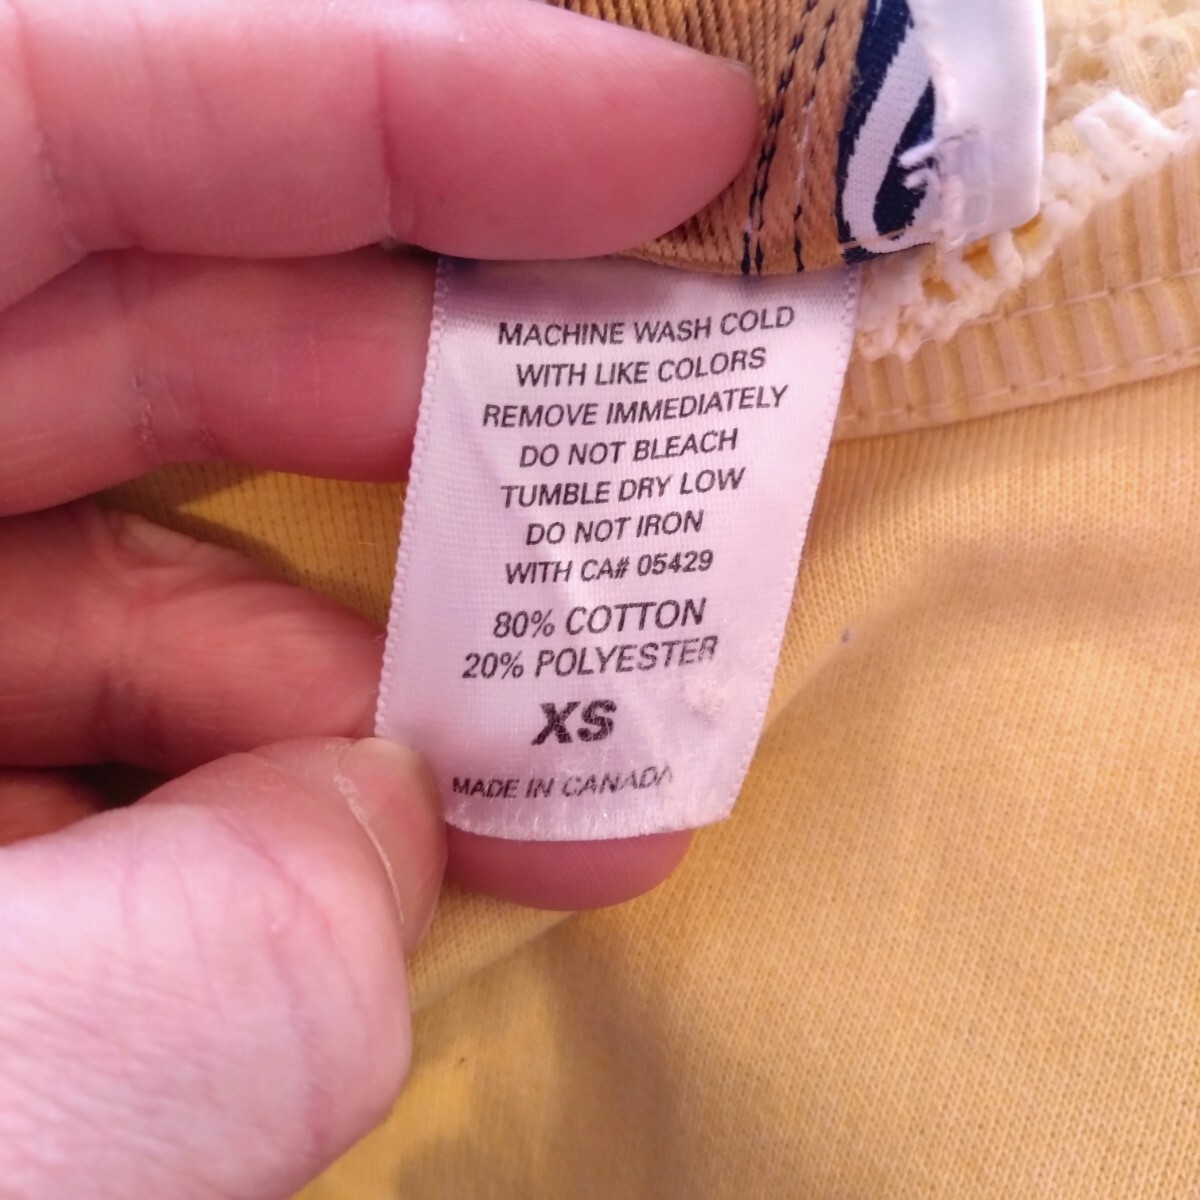 MACHINE WASH COLD
WITH LIKE COLORS
REMOVE IMMEDIATELY
DO NOT BLEACH
TUMBLE DRY LOW
DO NOT IRON
WITH CA# 05429
80% COTTON
20% POLYESTER
XS
MADE IN CANADA